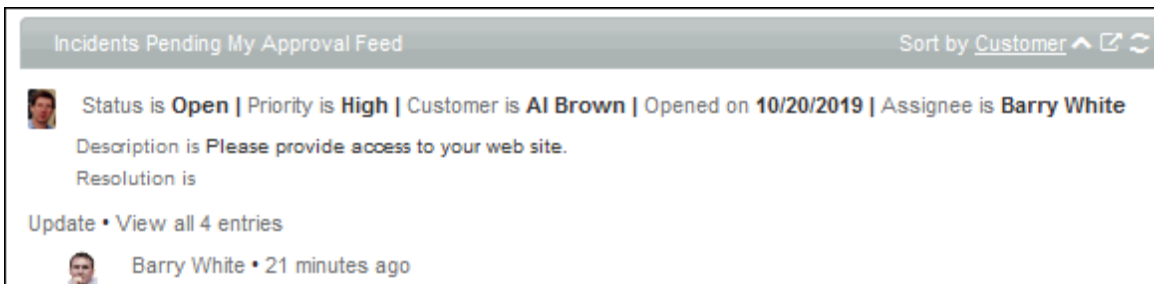 Incidents Pending My Approval Feed Sort by Customer
Status is Open | Priority is High | Customer is Al Brown | Opened on 10/20/2019 | Assignee is Barry White
Description is Please provide access to your web site.
Resolution is
Update • View all 4 entries
Barry White • 21 minutes ago